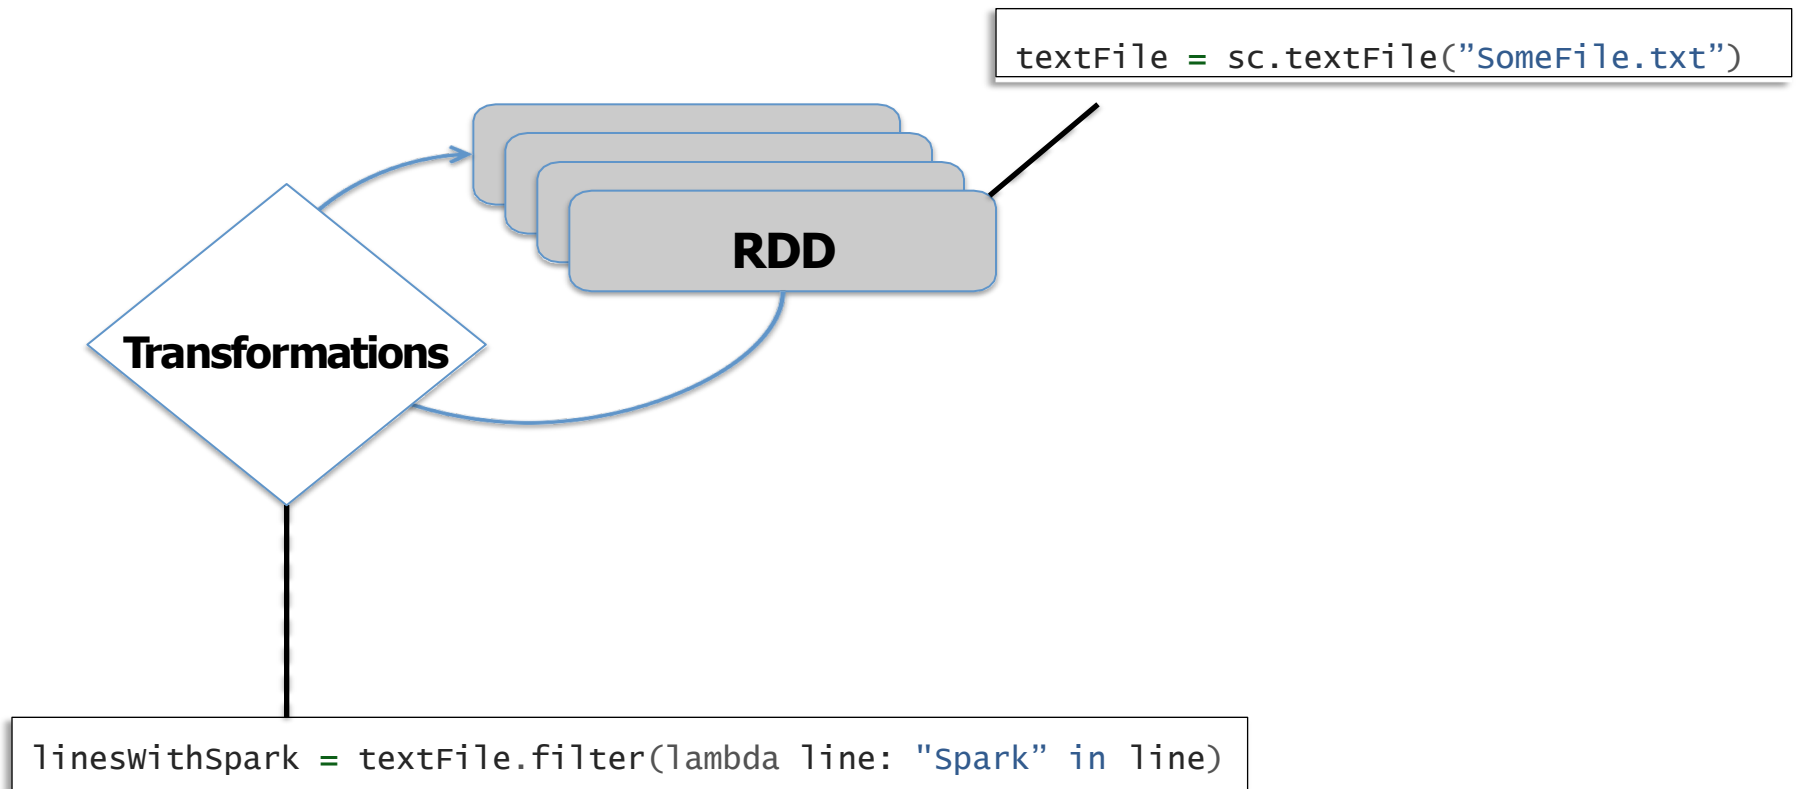 textFile = sc.textFile(”SomeFile.txt”)
RDD
Transformations
linesWithSpark = textFile.filter(lambda line: "Spark” in line)